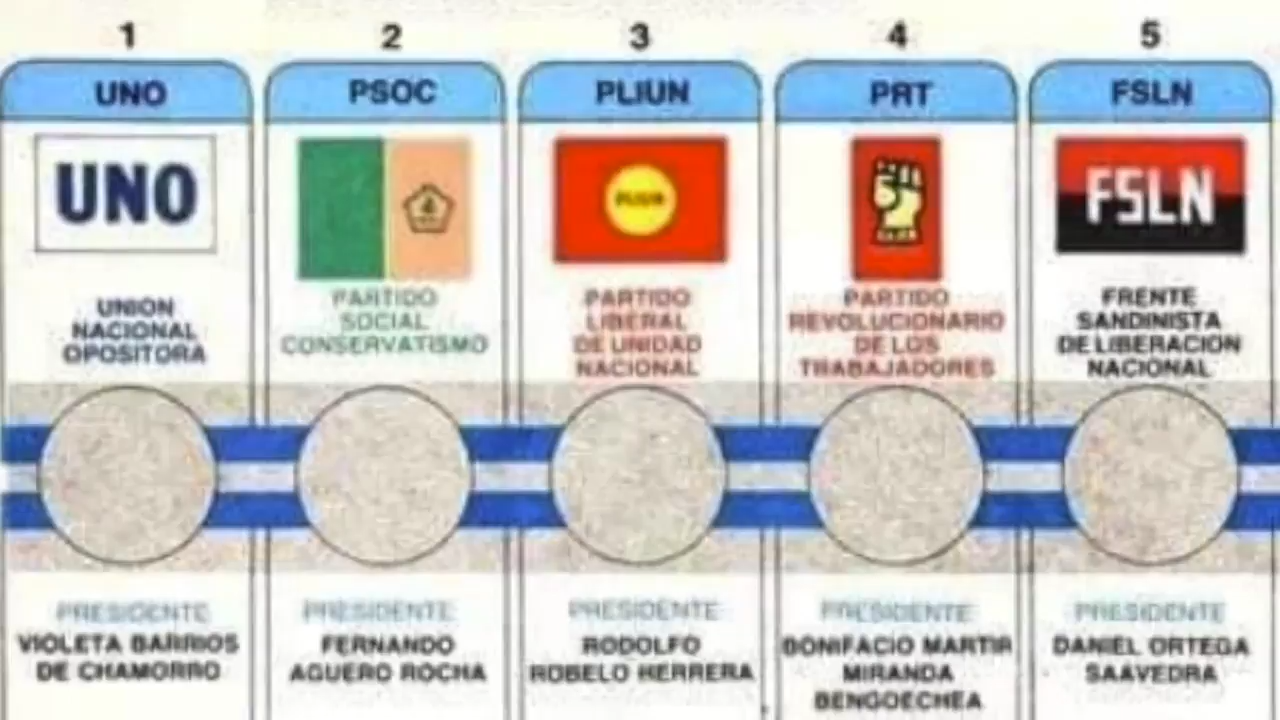 1
UNO
UNO
UNION
NACIONAL
OPOSITORA
PRESIDENTE
VIOLETA BARRIOS
DE CHAMORRO
2
PSOC
4
PARTIDO
SOCIAL
CONSERVATISMO
PRESIDENTE
FERNANDO
AGUERO ROCHA
3
PLIUN
PLIUN
PARTIDO
LIBERAL
DE UNIDAD
NACIONAL
PRESIDENTE
RODOLFO
ROBELO HERRERA
4
PRT
PARTIDO
REVOLUCIONARIO
DE LOS
TRABAJADORES
PRESIDENTE
BONIFACIO MARTIR
MIRANDA
BENGOECHEA
5
FSLN
FSLN
FRENTE
SANDINISTA
DE LIBERACION
NACIONAL
PRESIDENTE
DANIEL ORTEGA
SAAVEDRA